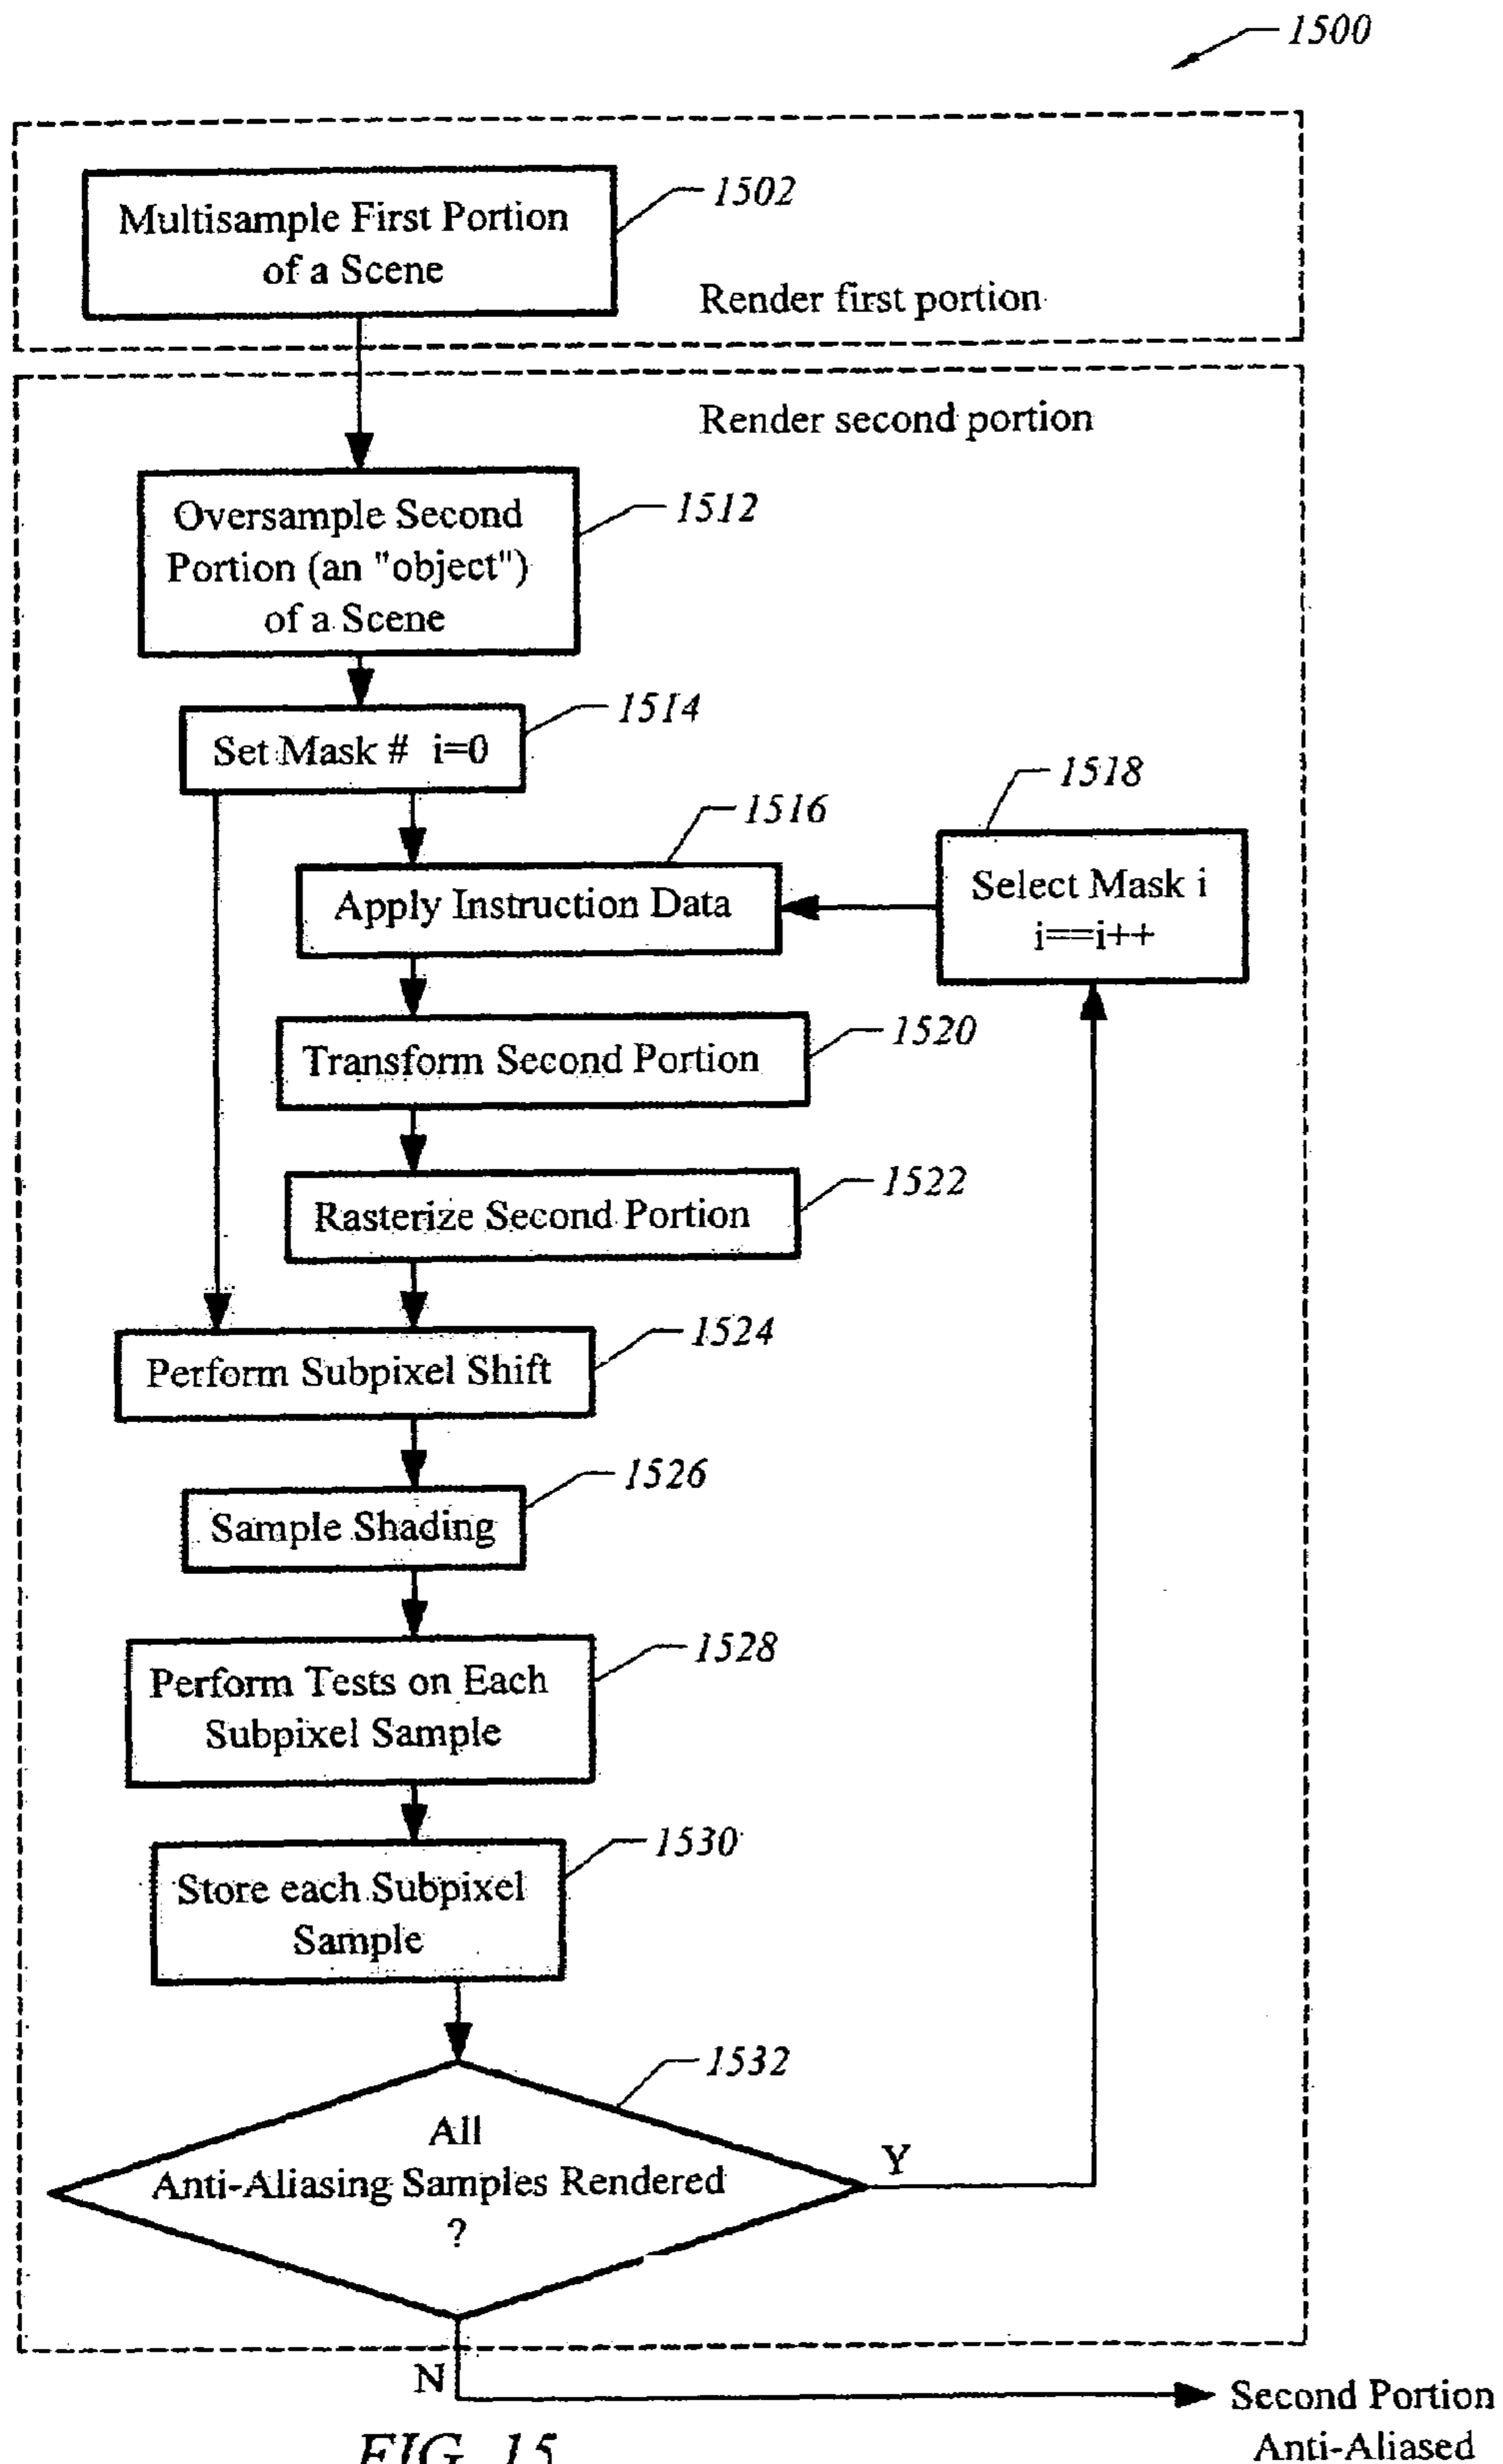 1500
Multisample First Portion
of a Scene
1502
Render first portion
Render second portion
Oversample Second
Portion (an "object")
of a Scene
1512
Set Mask # i=0
1514
1516
Apply Instruction Data
1518
Select Mask i
i==i++
Transform Second Portion
1520
Rasterize Second Portion
1522
Perform Subpixel Shift
1524
Sample Shading
1526
Perform Tests on Each
Subpixel Sample
1528
Store each Subpixel
Sample
1530
1532
All
Anti-Aliasing Samples Rendered
?
Y
N
Second Portion
Anti-Aliased
FIG. 15